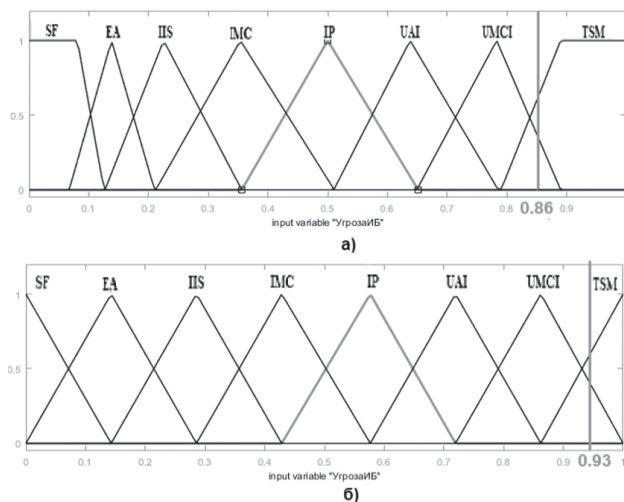 SF EA IIS IMC IP UAI UMCI TSM
1
0.5
0
0 0.1 0.2 0.3 0.4 0.5 0.6 0.7 0.8 0.86 0.9
input variable "УгрозаИБ"
а)
SF EA IIS IMC IP UAI UMCI TSM
1
0.5
0
0 0.1 0.2 0.3 0.4 0.5 0.6 0.7 0.8 0.9 0.93 1
input variable "УгрозаИБ"
б)